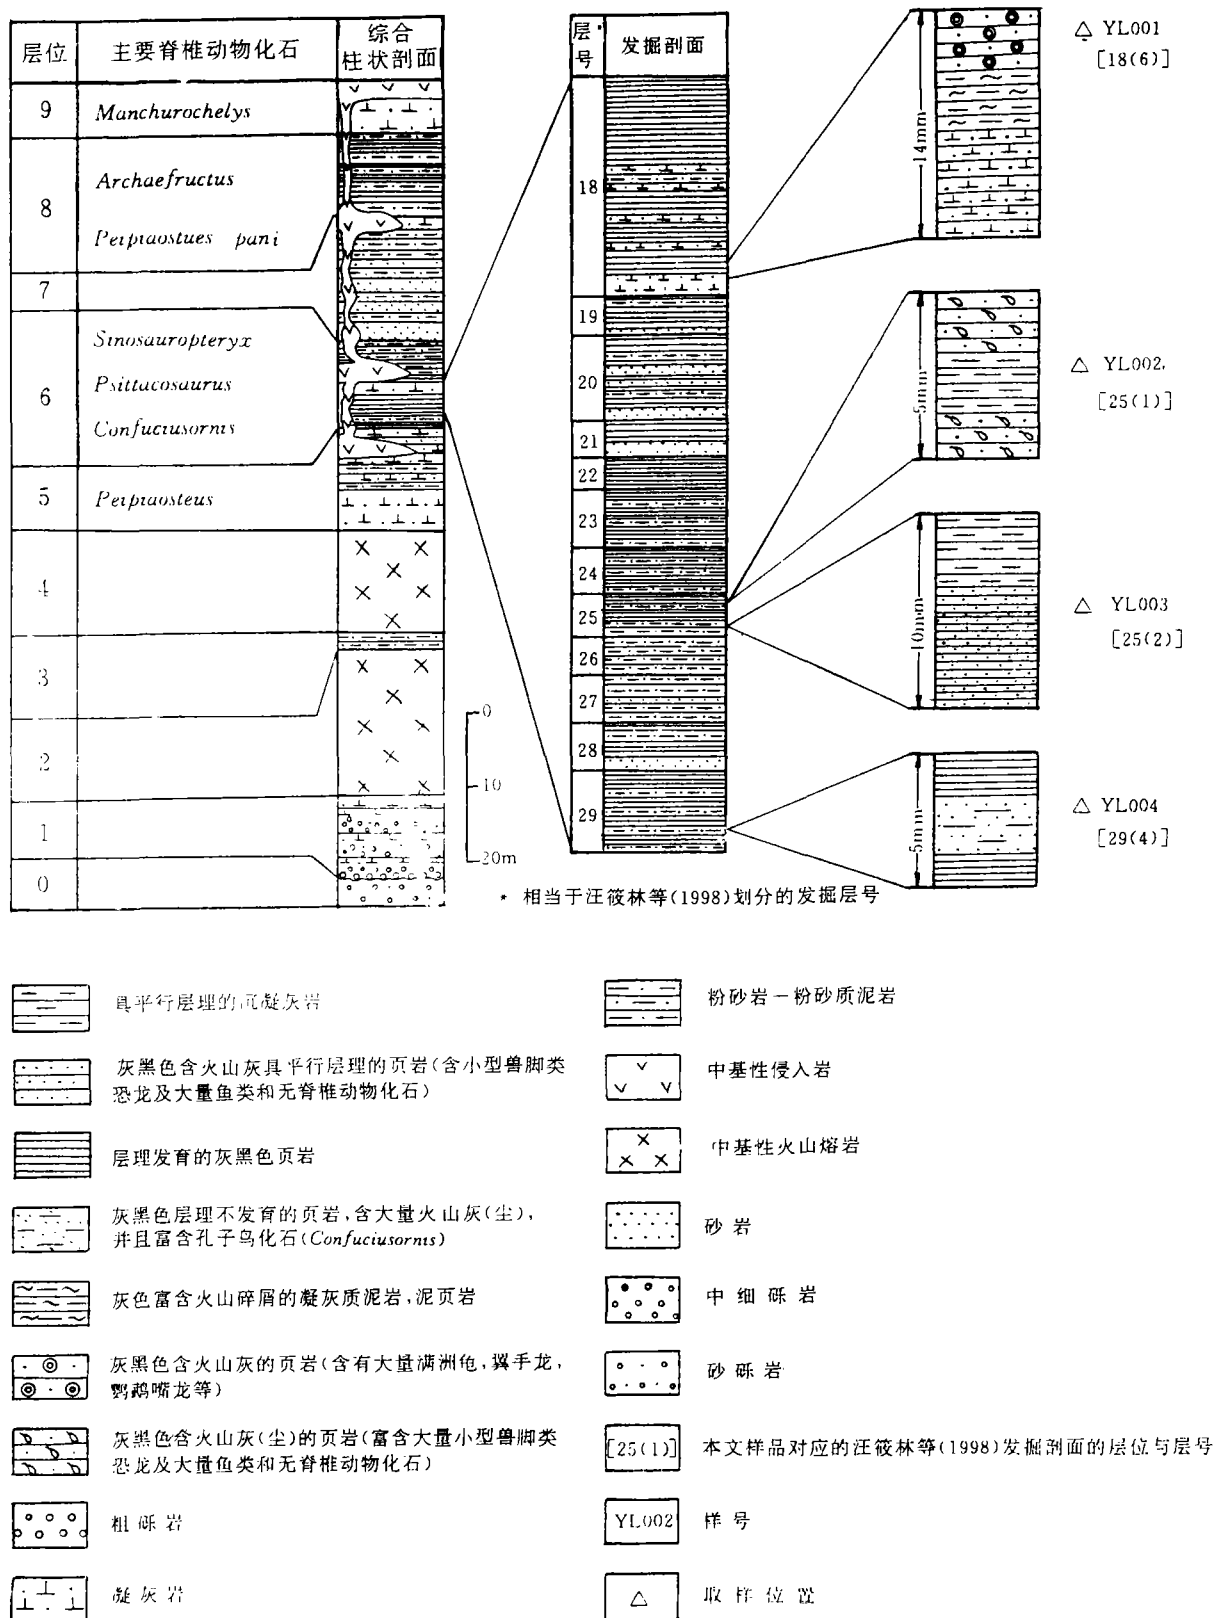 层位
主要脊椎动物化石
综合
柱状剖面
9
Manchurochelys
8
Archaefructus
Peipiaostues pani
7
6
Sinosauropteryx
Psittacosaurus
Confuciusornis
5
Peipiaosteus
4
3
2
1
0
0
10
20m
层*
号
发掘剖面
18
19
20
21
22
23
24
25
26
27
28
29
14mm
△ YL001
[18(6)]
5mm
△ YL002
[25(1)]
10mm
△ YL003
[25(2)]
5mm
△ YL004
[29(4)]
* 相当于汪筱林等(1998)划分的发掘层号
具平行层理的沉凝灰岩
灰黑色含火山灰具平行层理的页岩(含小型兽脚类
恐龙及大量鱼类和无脊椎动物化石)
层理发育的灰黑色页岩
灰黑色层理不发育的页岩,含大量火山灰(尘),
并且富含孔子鸟化石(Confuciusornis)
灰色富含火山碎屑的凝灰质泥岩,泥页岩
灰黑色含火山灰的页岩(含有大量满洲龟,翼手龙,
鹦鹉嘴龙等)
灰黑色含火山灰(尘)的页岩(富含大量小型兽脚类
恐龙及大量鱼类和无脊椎动物化石)
粗砾岩
凝灰岩
粉砂岩—粉砂质泥岩
中基性侵入岩
中基性火山熔岩
砂岩
中细砾岩
砂砾岩
[25(1)] 本文样品对应的汪筱林等(1998)发掘剖面的层位与层号
YL002 样号
△ 取样位置